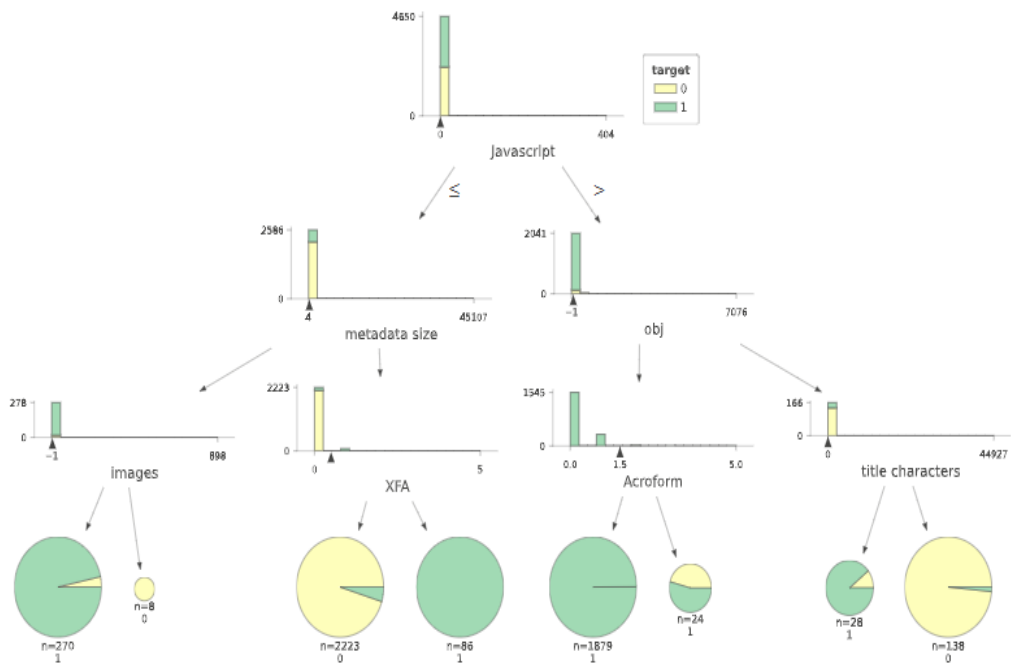 4650
target
0
1
0
0
404
Javascript
≤
>
2586
0
4
45107
metadata size
2041
0
−1
7076
obj
278
0
−1
898
images
2223
0
0
5
XFA
1545
0
0.0
1.5
5.0
Acroform
166
0
0
44927
title characters
n=270
1
n=8
0
n=2223
0
n=86
1
n=1879
1
n=24
1
n=28
1
n=138
0